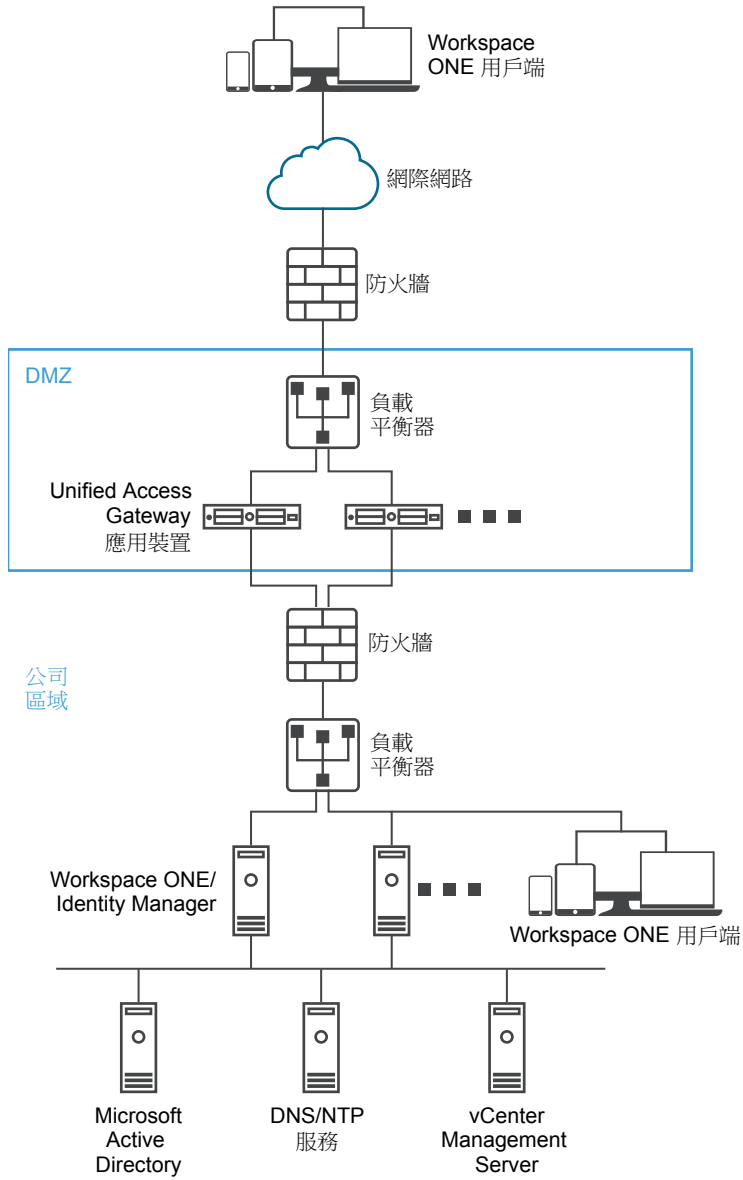 Workspace
ONE 用戶端
網際網路
防火牆
DMZ
負載
平衡器
Unified Access
Gateway
應用裝置
防火牆
公司
區域
負載
平衡器
Workspace ONE/
Identity Manager
Workspace ONE 用戶端
Microsoft
Active
Directory
DNS/NTP
服務
vCenter
Management
Server